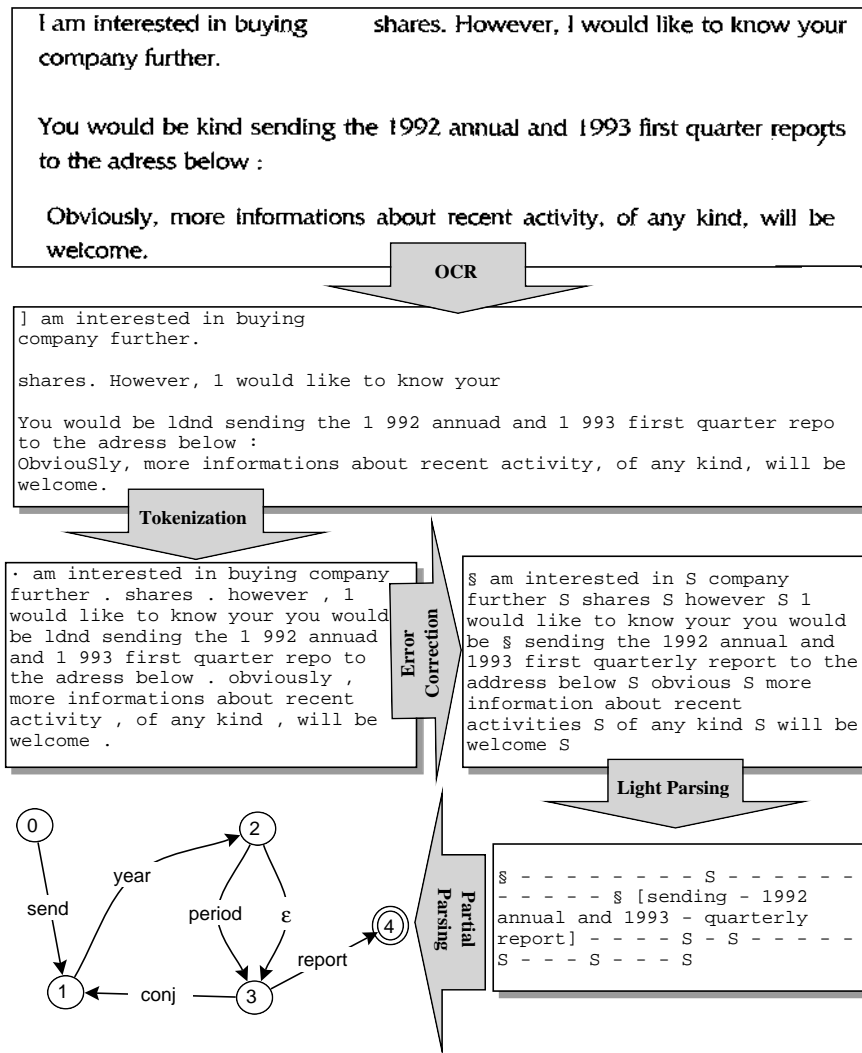 I am interested in buying shares. However, I would like to know your
company further.
You would be kind sending the 1992 annual and 1993 first quarter reports
to the adress below :
Obviously, more informations about recent activity, of any kind, will be
welcome.
OCR
] am interested in buying
company further.
shares. However, 1 would like to know your
You would be ldnd sending the 1 992 annuad and 1 993 first quarter repo
to the adress below :
ObviouSly, more informations about recent activity, of any kind, will be
welcome.
Tokenization
· am interested in buying company
further . shares . however , 1
would like to know your you would
be ldnd sending the 1 992 annuad
and 1 993 first quarter repo to
the adress below . obviously ,
more informations about recent
activity , of any kind , will be
welcome .
Error
Correction
§ am interested in S company
further S shares S however S 1
would like to know your you would
be § sending the 1992 annual and
1993 first quarterly report to the
address below S obvious S more
information about recent
activities S of any kind S will be
welcome S
Light Parsing
§ - - - - - - - - S - - - - - -
- - - - - § [sending - 1992
annual and 1993 - quarterly
report] - - - - S - S - - - - -
S - - - S - - - S
Partial
Parsing
0
2
year
send
period
ε
4
report
1
conj
3